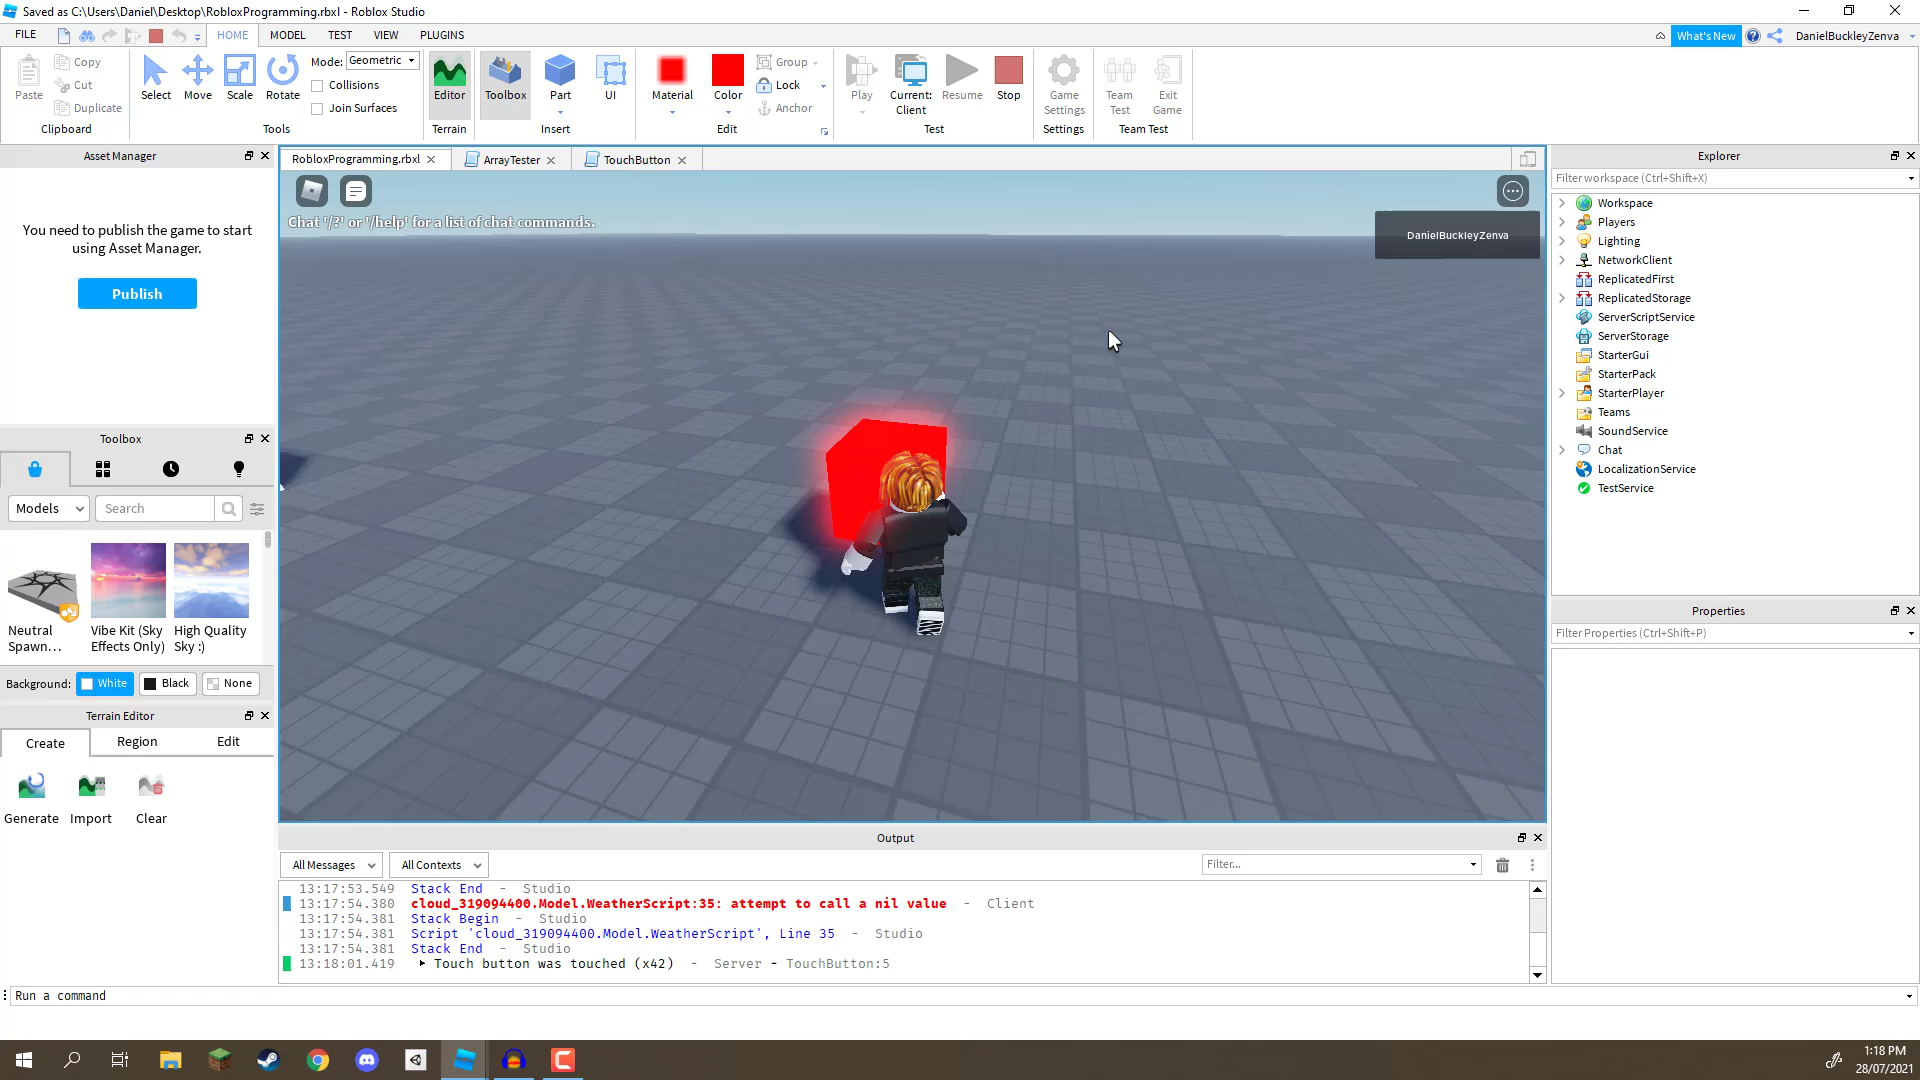 Saved as C:\Users\Daniel\Desktop\RobloxProgramming.rbxl - Roblox Studio
FILE HOME MODEL TEST VIEW PLUGINS
What's New DanielBuckleyZenva
Paste
Copy
Cut
Duplicate
Clipboard
Select Move Scale Rotate
Mode: Geometric
Collisions
Join Surfaces
Tools
Editor
Terrain
Toolbox Part UI
Insert
Material Color
Group
Lock
Anchor
Edit
Play Current: Client Resume Stop
Test
Game Settings
Settings
Team Test Exit Game
Team Test
Asset Manager
You need to publish the game to start
using Asset Manager.
Publish
Toolbox
Models Search
Neutral
Spawn...
Vibe Kit (Sky
Effects Only)
High Quality
Sky :)
Background: White Black None
Terrain Editor
Create Region Edit
Generate Import Clear
RobloxProgramming.rbxl ArrayTester TouchButton
Chat '/?' or '/help' for a list of chat commands.
DanielBuckleyZenva
Output
All Messages All Contexts Filter...
13:17:53.549 Stack End - Studio
13:17:54.380 cloud_319094400.Model.WeatherScript:35: attempt to call a nil value - Client
13:17:54.381 Stack Begin - Studio
13:17:54.381 Script 'cloud_319094400.Model.WeatherScript', Line 35 - Studio
13:17:54.381 Stack End - Studio
13:18:01.419 Touch button was touched (x42) - Server - TouchButton:5
Explorer
Filter workspace (Ctrl+Shift+X)
Workspace
Players
Lighting
NetworkClient
ReplicatedFirst
ReplicatedStorage
ServerScriptService
ServerStorage
StarterGui
StarterPack
StarterPlayer
Teams
SoundService
Chat
LocalizationService
TestService
Properties
Filter Properties (Ctrl+Shift+P)
Run a command
1:18 PM
28/07/2021